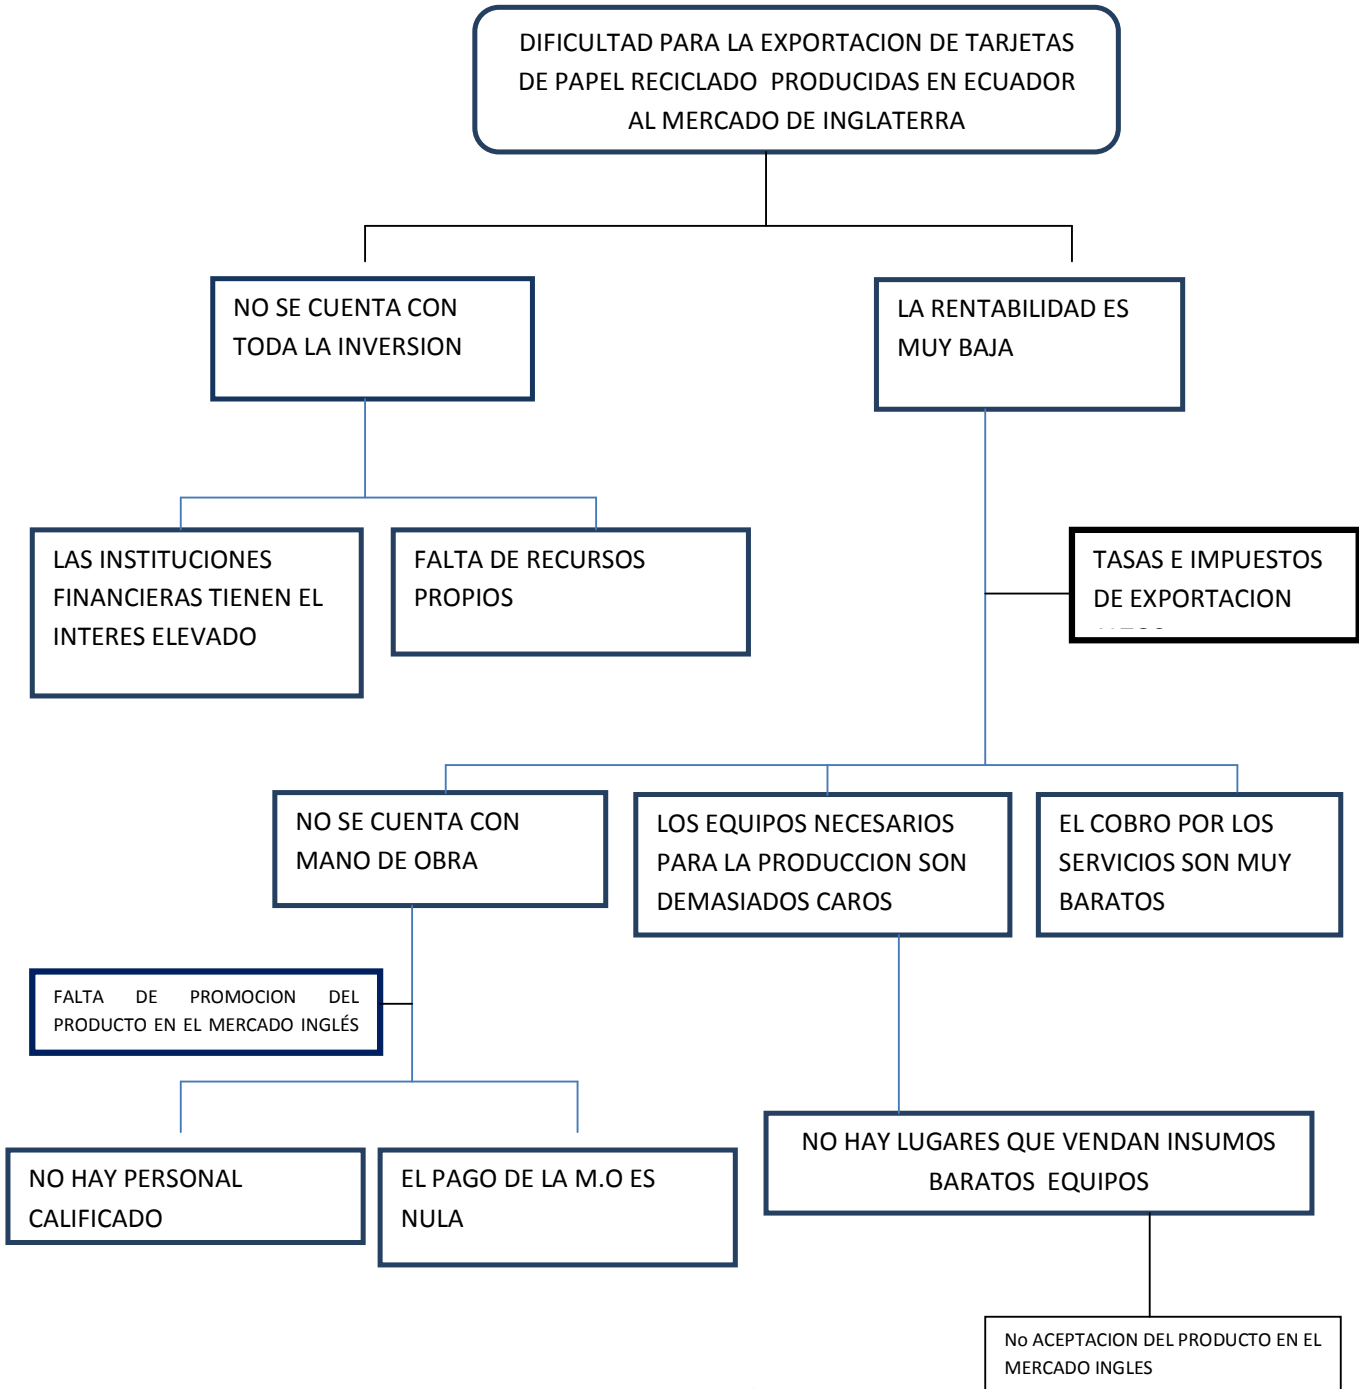 DIFICULTAD PARA LA EXPORTACION DE TARJETAS
DE PAPEL RECICLADO PRODUCIDAS EN ECUADOR
AL MERCADO DE INGLATERRA
NO SE CUENTA CON
TODA LA INVERSION
LA RENTABILIDAD ES
MUY BAJA
LAS INSTITUCIONES
FINANCIERAS TIENEN EL
INTERES ELEVADO
FALTA DE RECURSOS
PROPIOS
TASAS E IMPUESTOS
DE EXPORTACION
NO SE CUENTA CON
MANO DE OBRA
LOS EQUIPOS NECESARIOS
PARA LA PRODUCCION SON
DEMASIADOS CAROS
EL COBRO POR LOS
SERVICIOS SON MUY
BARATOS
FALTA DE PROMOCION DEL
PRODUCTO EN EL MERCADO INGLÉS
NO HAY PERSONAL
CALIFICADO
EL PAGO DE LA M.O ES
NULA
NO HAY LUGARES QUE VENDAN INSUMOS
BARATOS EQUIPOS
No ACEPTACION DEL PRODUCTO EN EL
MERCADO INGLES